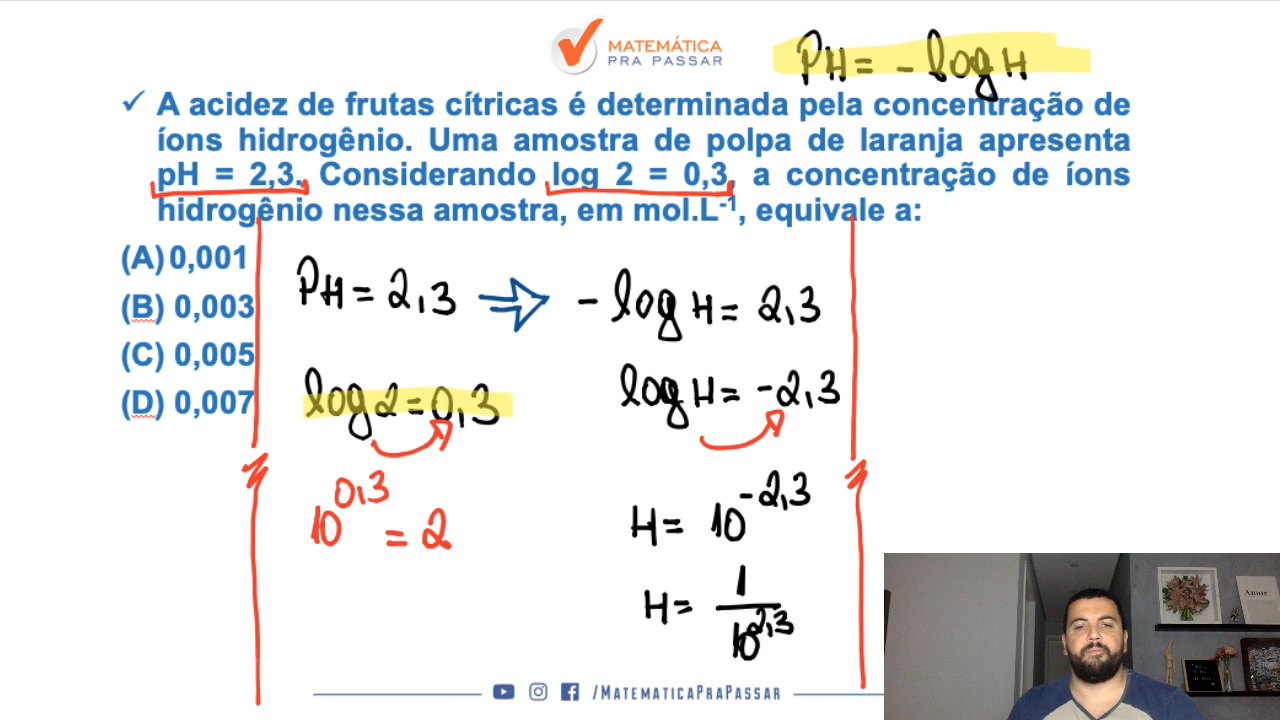 MATEMÁTICA
PRA PASSAR
PH = - log H
✓ A acidez de frutas cítricas é determinada pela concentração de
íons hidrogênio. Uma amostra de polpa de laranja apresenta
pH = 2,3. Considerando log 2 = 0,3, a concentração de íons
hidrogênio nessa amostra, em mol.L⁻¹, equivale a:
(A) 0,001
(B) 0,003
(C) 0,005
(D) 0,007
PH = 2,3 ⇒ - log H = 2,3
log 2 = 0,3
log H = -2,3
10^0,3 = 2
H = 10^-2,3
H = 1/10^2,3
Amor
/MATEMATICAPRAPASSAR